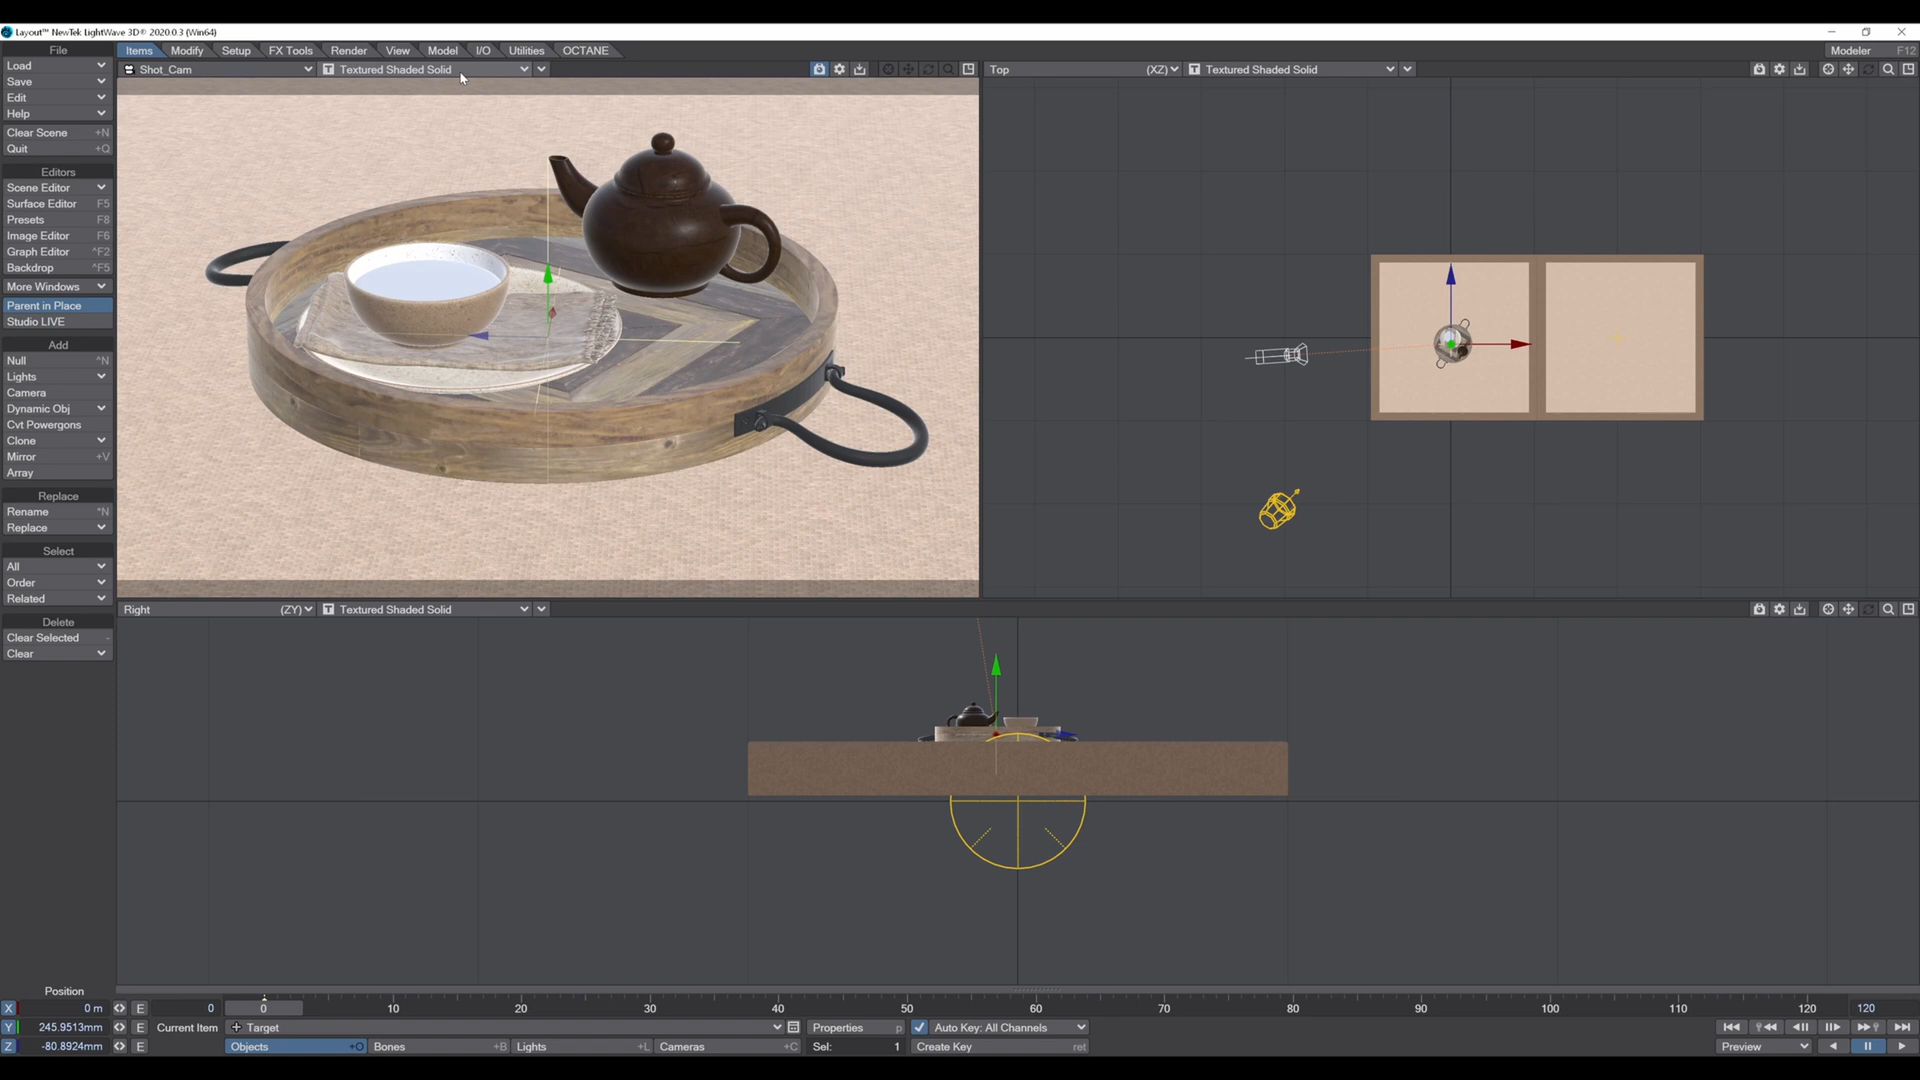 Layout™ NewTek LightWave 3D® 2020.0.3 (Win64)
File
Items Modify Setup FX Tools Render View Model I/O Utilities OCTANE
Modeler F12
Load
Save
Edit
Help
Clear Scene +N
Quit +Q
Editors
Scene Editor
Surface Editor F5
Presets F8
Image Editor F6
Graph Editor ^F2
Backdrop ^F5
More Windows
Parent in Place
Studio LIVE
Add
Null ^N
Lights
Camera
Dynamic Obj
Cvt Powergons
Clone
Mirror +V
Array
Replace
Rename ^N
Replace
Select
All
Order
Related
Delete
Clear Selected -
Clear
Shot_Cam T Textured Shaded Solid
Top (XZ) T Textured Shaded Solid
Right (ZY) T Textured Shaded Solid
Position
X 0 m E 0
0 10 20 30 40 50 60 70 80 90 100 110 120 120
Y 245.9513mm E Current Item Target Properties p Auto Key: All Channels
Z -80.8924mm E Objects +O Bones +B Lights +L Cameras +C Sel: 1 Create Key ret
Preview